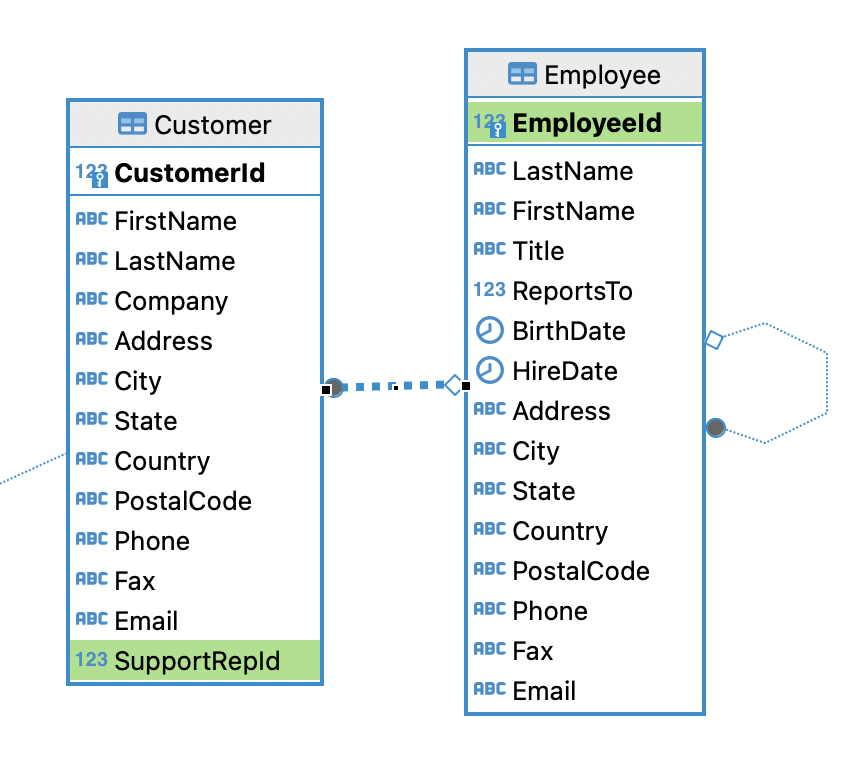 Customer
123 CustomerId
ABC FirstName
ABC LastName
ABC Company
ABC Address
ABC City
ABC State
ABC Country
ABC PostalCode
ABC Phone
ABC Fax
ABC Email
123 SupportRepId
Employee
123 EmployeeId
ABC LastName
ABC FirstName
ABC Title
123 ReportsTo
BirthDate
HireDate
ABC Address
ABC City
ABC State
ABC Country
ABC PostalCode
ABC Phone
ABC Fax
ABC Email